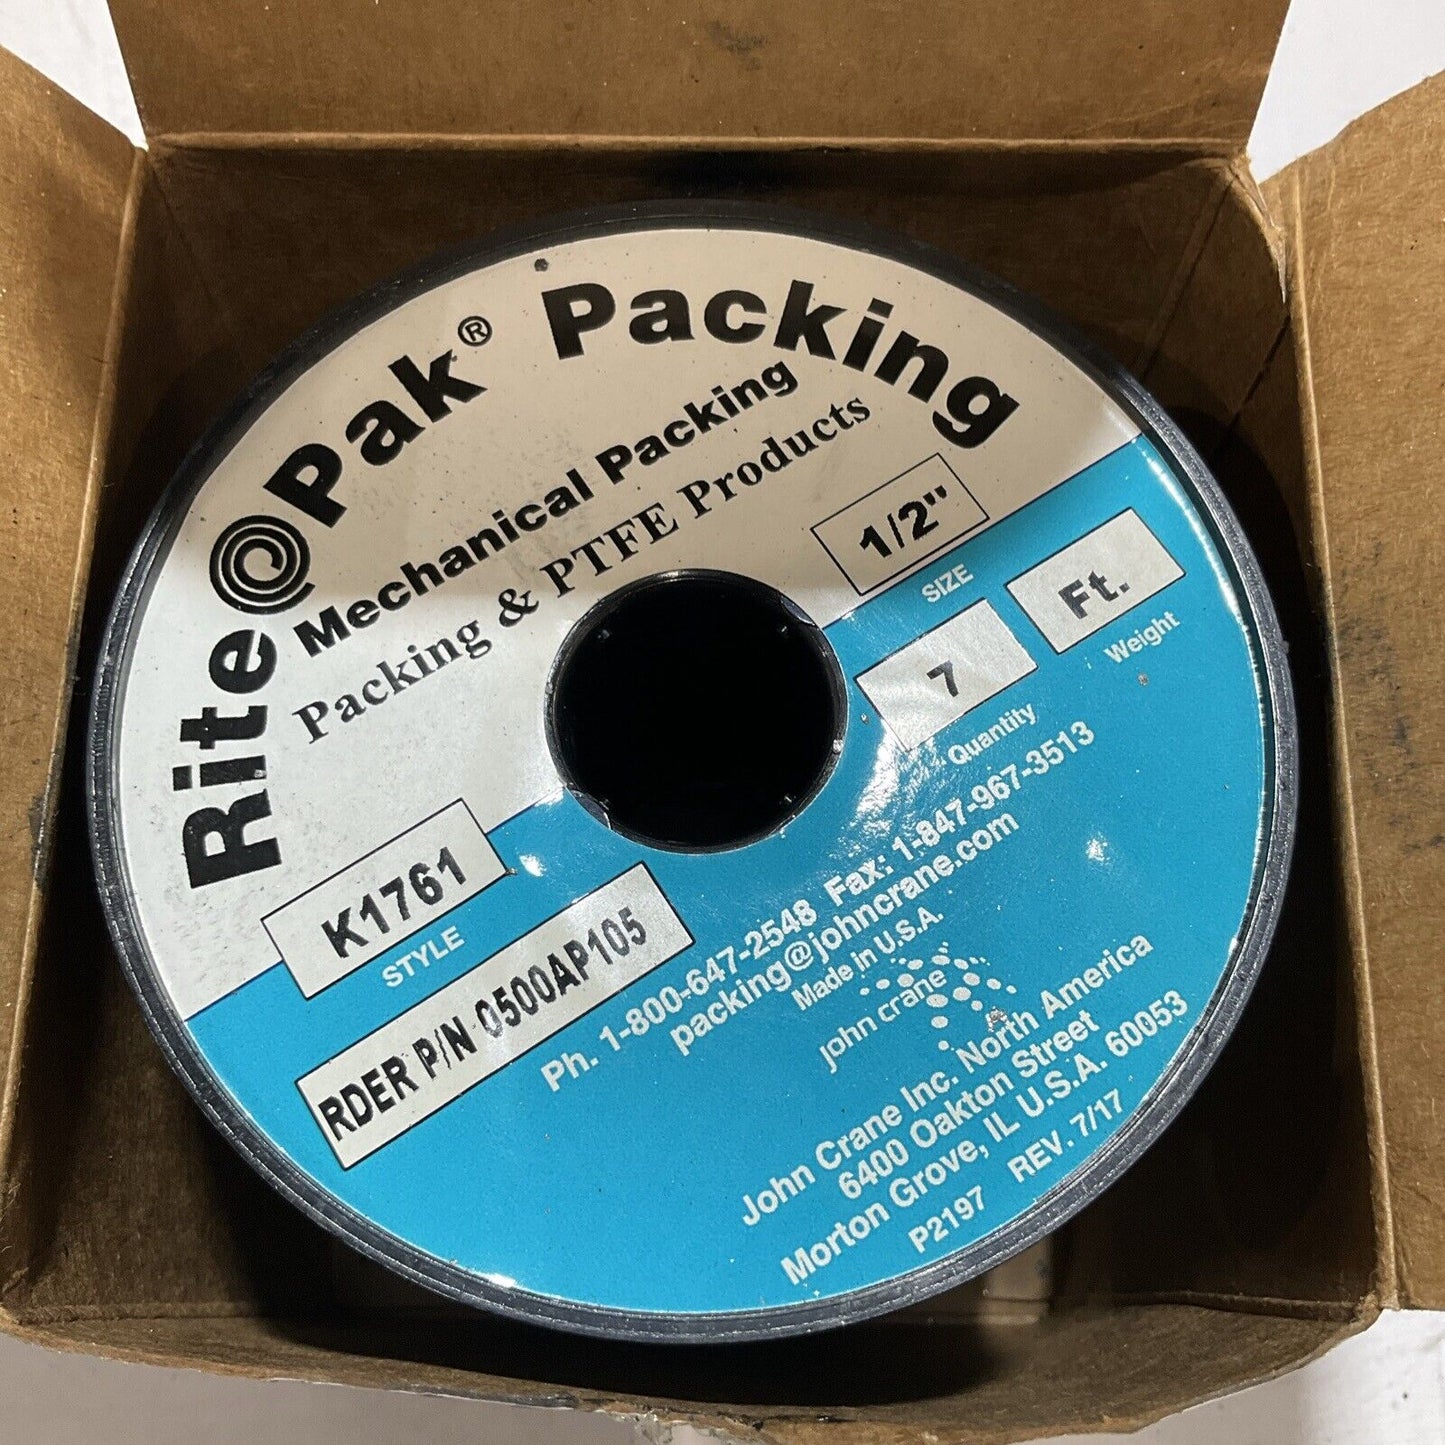 Rite Pak® Packing
Mechanical Packing
Packing & PTFE Products
1/2"
SIZE
7
Quantity
Ft.
Weight
K1761
STYLE
RDER P/N 0500AP105
Ph. 1-800-647-2548 Fax: 1-847-967-3513
packing@johncrane.com
Made in U.S.A.
john crane
John Crane Inc. North America
6400 Oakton Street
Morton Grove, IL U.S.A. 60053
P2197 REV. 7/17